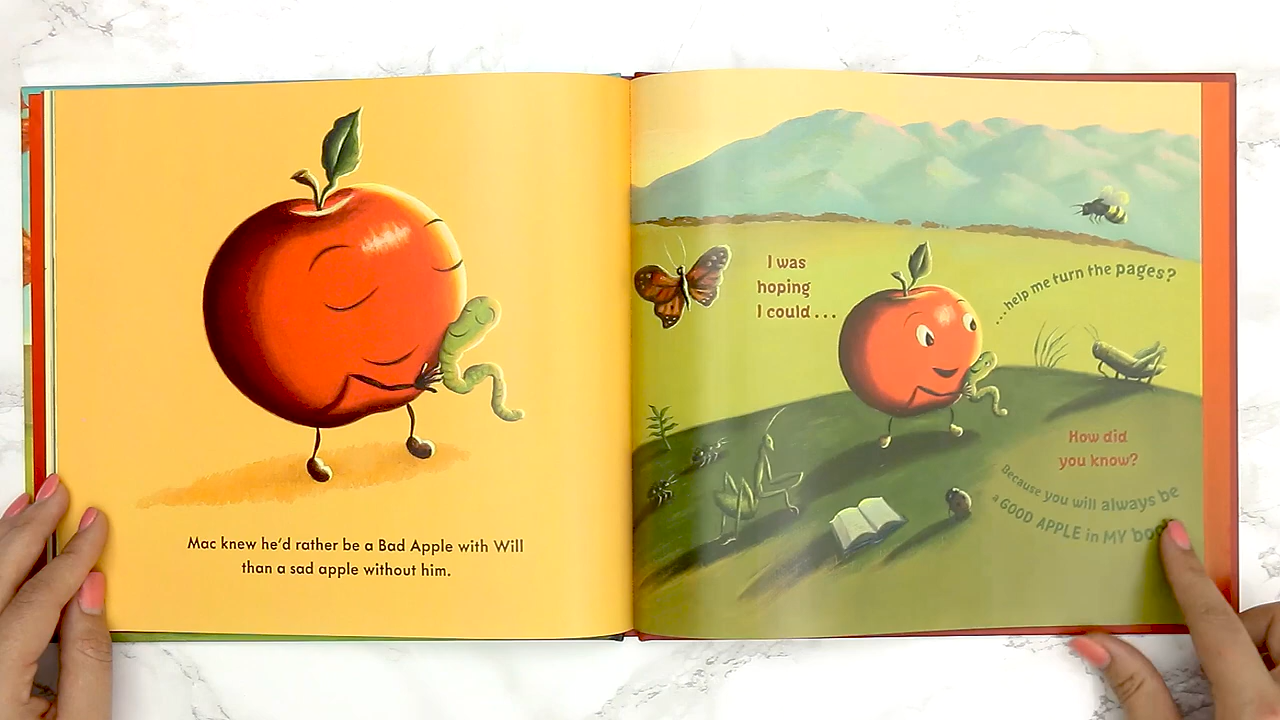 Mac knew he'd rather be a Bad Apple with Will
than a sad apple without him.
I was
hoping
I could...
...help me turn the pages?
How did
you know?
Because you will always be
a GOOD APPLE in MY